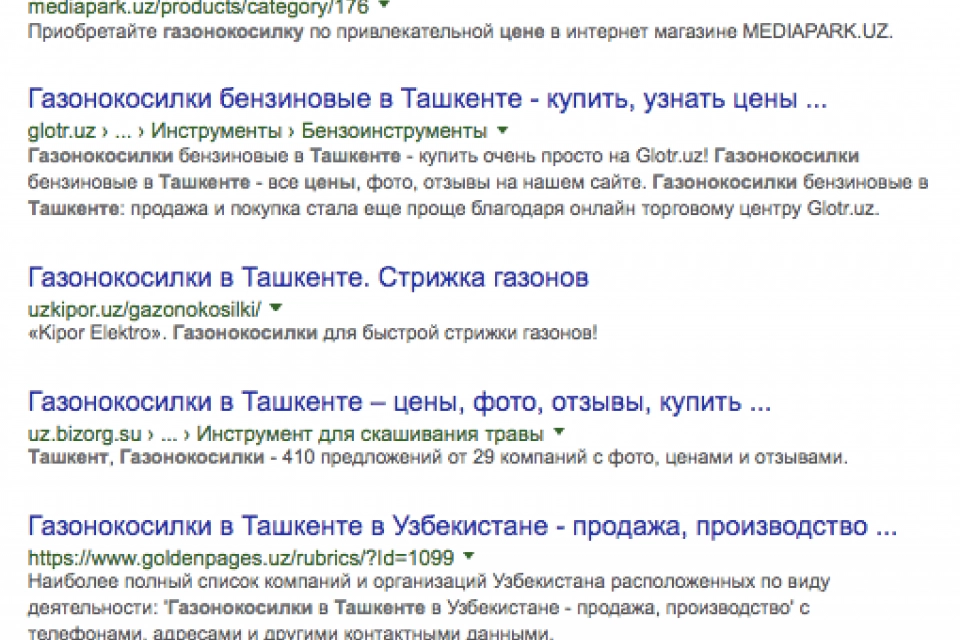 mediapark.uz/products/category/176
Приобретайте газонокосилку по привлекательной цене в интернет магазине MEDIAPARK.UZ.
Газонокосилки бензиновые в Ташкенте - купить, узнать цены ...
glotr.uz › ... › Инструменты › Бензоинструменты
Газонокосилки бензиновые в Ташкенте - купить очень просто на Glotr.uz! Газонокосилки
бензиновые в Ташкенте - все цены, фото, отзывы на нашем сайте. Газонокосилки бензиновые в
Ташкенте: продажа и покупка стала еще проще благодаря онлайн торговому центру Glotr.uz.
Газонокосилки в Ташкенте. Стрижка газонов
uzkipor.uz/gazonokosilki/
«Kipor Elektro». Газонокосилки для быстрой стрижки газонов!
Газонокосилки в Ташкенте – цены, фото, отзывы, купить ...
uz.bizorg.su › ... › Инструмент для скашивания травы
Ташкент, Газонокосилки - 410 предложений от 29 компаний с фото, ценами и отзывами.
Газонокосилки в Ташкенте в Узбекистане - продажа, производство ...
https://www.goldenpages.uz/rubrics/?Id=1099
Наиболее полный список компаний и организаций Узбекистана расположенных по виду
деятельности: 'Газонокосилки в Ташкенте в Узбекистане - продажа, производство' с
телефонами, адресами и другими контактными данными.